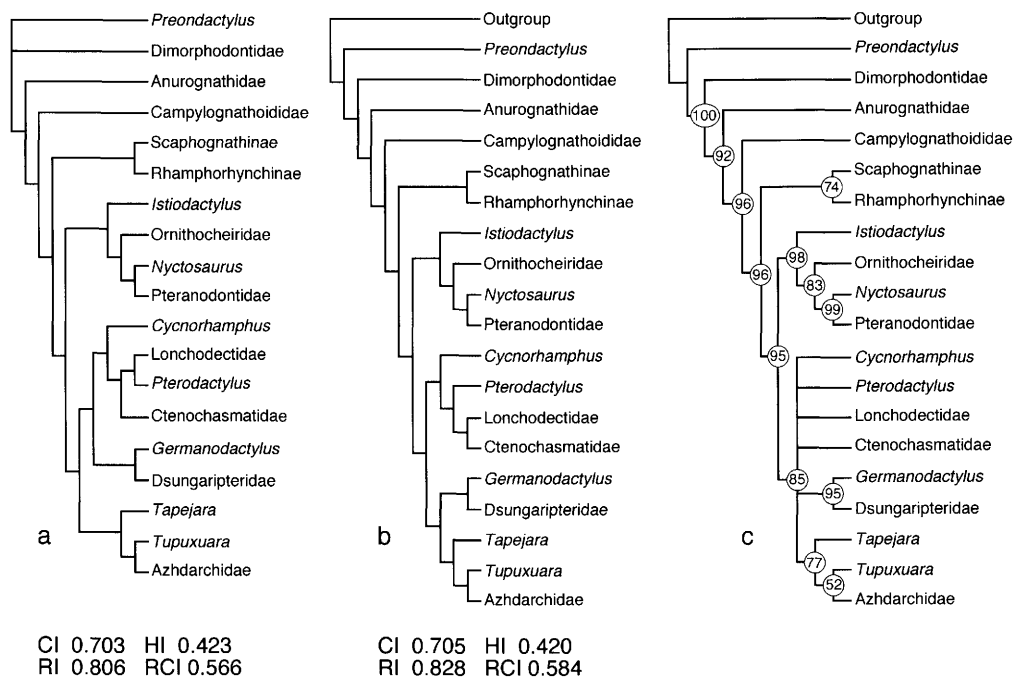 Preondactylus
Dimorphodontidae
Anurognathidae
Campylognathoididae
Scaphognathinae
Rhamphorhynchinae
Istiodactylus
Ornithocheiridae
Nyctosaurus
Pteranodontidae
Cycnorhamphus
Lonchodectidae
Pterodactylus
Ctenochasmatidae
Germanodactylus
Dsungaripteridae
Tapejara
Tupuxuara
Azhdarchidae
a
CI 0.703 HI 0.423
RI 0.806 RCI 0.566
Outgroup
Preondactylus
Dimorphodontidae
Anurognathidae
Campylognathoididae
Scaphognathinae
Rhamphorhynchinae
Istiodactylus
Ornithocheiridae
Nyctosaurus
Pteranodontidae
Cycnorhamphus
Pterodactylus
Lonchodectidae
Ctenochasmatidae
Germanodactylus
Dsungaripteridae
Tapejara
Tupuxuara
Azhdarchidae
b
CI 0.705 HI 0.420
RI 0.828 RCI 0.584
Outgroup
Preondactylus
Dimorphodontidae
100
Anurognathidae
92
Campylognathoididae
Scaphognathinae
74
Rhamphorhynchinae
96
Istiodactylus
98
Ornithocheiridae
96
83
Nyctosaurus
99
Pteranodontidae
95
Cycnorhamphus
Pterodactylus
Lonchodectidae
Ctenochasmatidae
85
Germanodactylus
95
Dsungaripteridae
Tapejara
77
Tupuxuara
52
Azhdarchidae
c